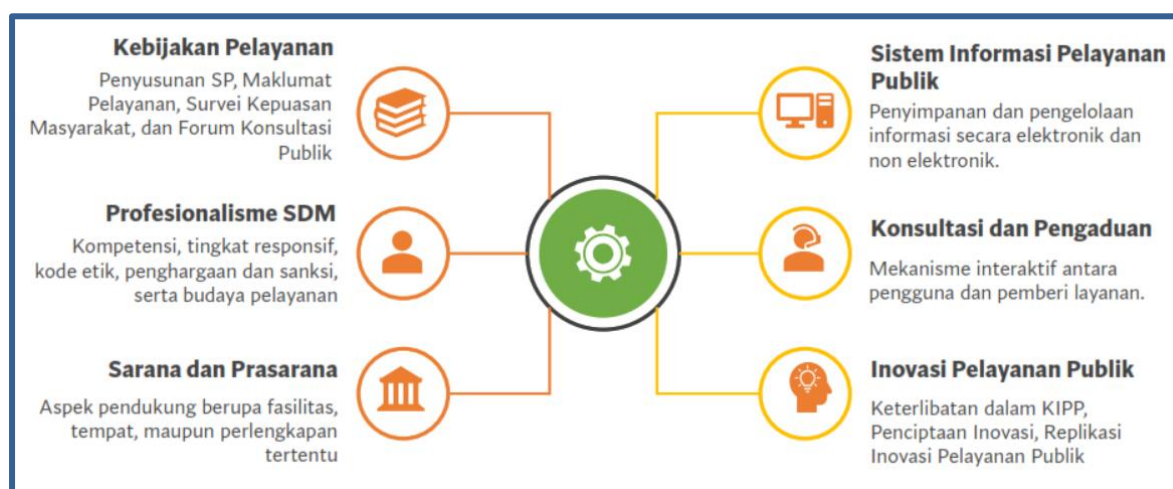 Kebijakan Pelayanan
Penyusunan SP, Maklumat
Pelayanan, Survei Kepuasan
Masyarakat, dan Forum Konsultasi
Publik
Profesionalisme SDM
Kompetensi, tingkat responsif,
kode etik, penghargaan dan sanksi,
serta budaya pelayanan
Sarana dan Prasarana
Aspek pendukung berupa fasilitas,
tempat, maupun perlengkapan
tertentu
Sistem Informasi Pelayanan
Publik
Penyimpanan dan pengelolaan
informasi secara elektronik dan
non elektronik.
Konsultasi dan Pengaduan
Mekanisme interaktif antara
pengguna dan pemberi layanan.
Inovasi Pelayanan Publik
Keterlibatan dalam KIPP,
Penciptaan Inovasi, Replikasi
Inovasi Pelayanan Publik